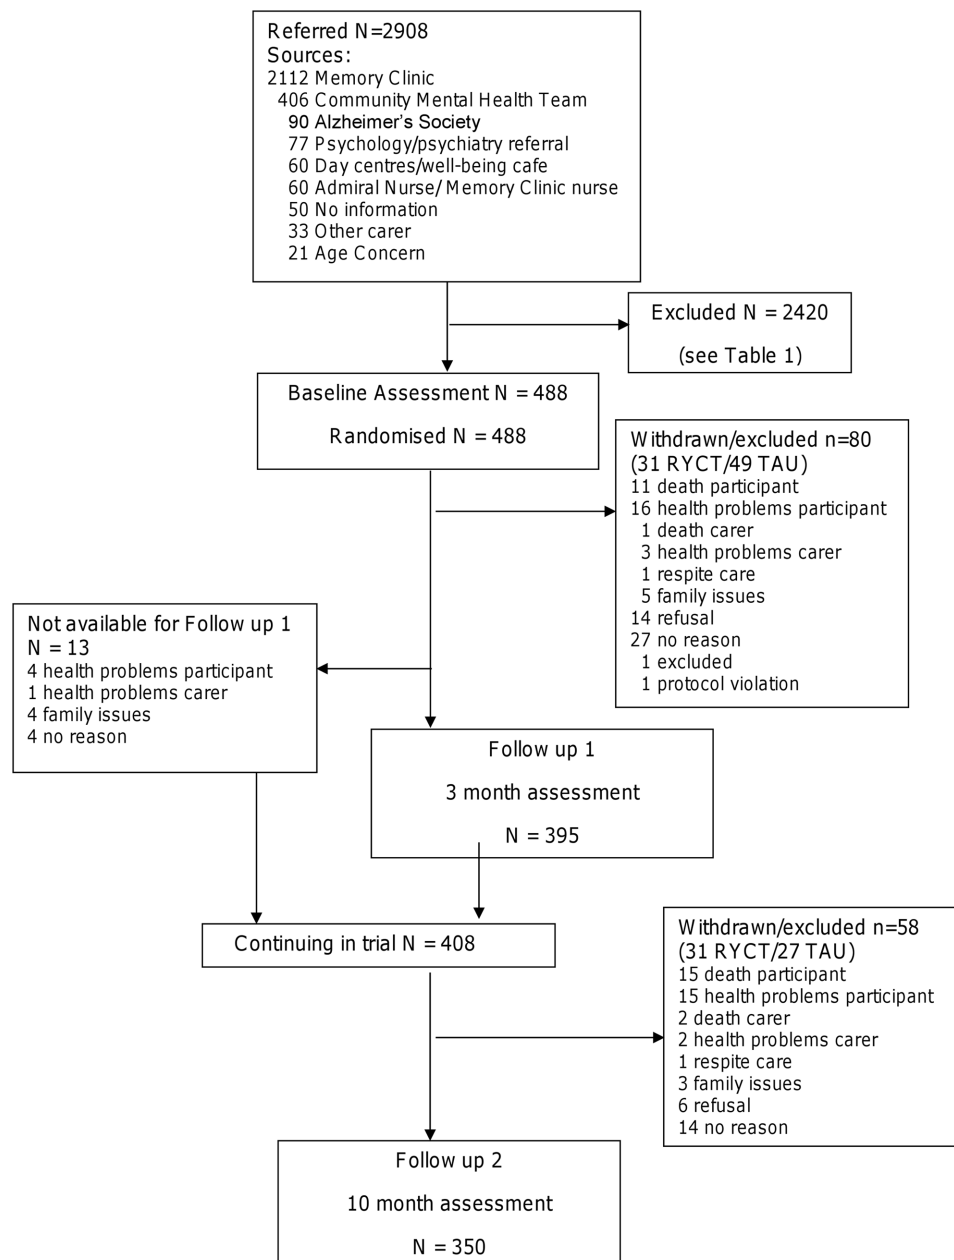 Referred N=2908
Sources:
2112 Memory Clinic
406 Community Mental Health Team
90 Alzheimer's Society
77 Psychology/psychiatry referral
60 Day centres/well-being cafe
60 Admiral Nurse/ Memory Clinic nurse
50 No information
33 Other carer
21 Age Concern
Excluded N = 2420
(see Table 1)
Baseline Assessment N = 488
Randomised N = 488
Withdrawn/excluded n=80
(31 RYCT/49 TAU)
11 death participant
16 health problems participant
1 death carer
3 health problems carer
1 respite care
5 family issues
14 refusal
27 no reason
1 excluded
1 protocol violation
Not available for Follow up 1
N = 13
4 health problems participant
1 health problems carer
4 family issues
4 no reason
Follow up 1
3 month assessment
N = 395
Continuing in trial N = 408
Withdrawn/excluded n=58
(31 RYCT/27 TAU)
15 death participant
15 health problems participant
2 death carer
2 health problems carer
1 respite care
3 family issues
6 refusal
14 no reason
Follow up 2
10 month assessment
N = 350